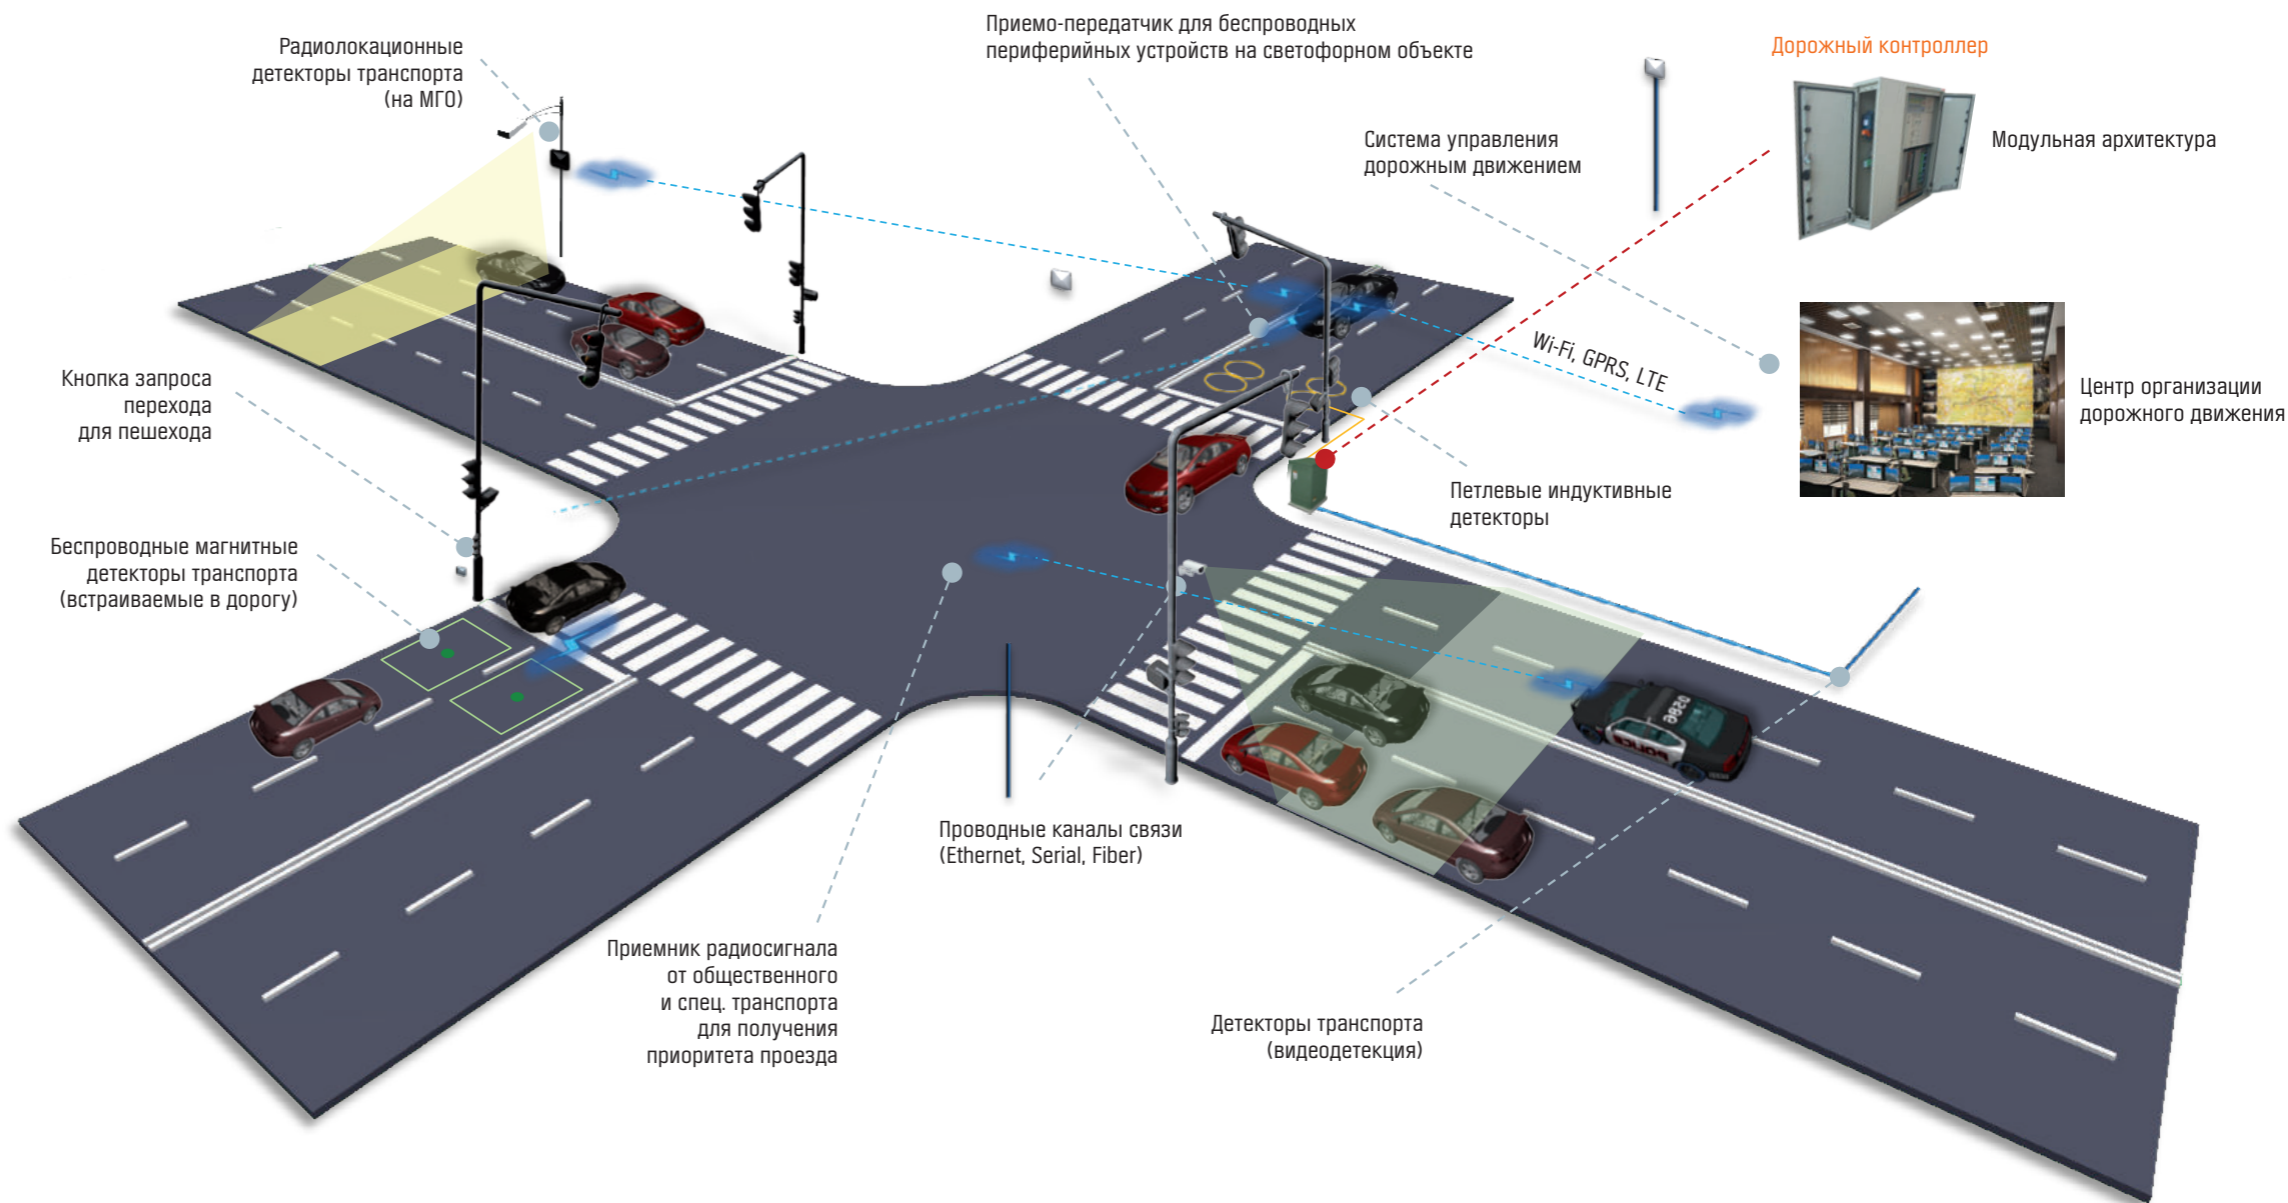 Радиолокационные
детекторы транспорта
(на МГО)
Приемо-передатчик для беспроводных
периферийных устройств на светофорном объекте
Дорожный контроллер
Модульная архитектура
Система управления
дорожным движением
Wi-Fi, GPRS, LTE
Центр организации
дорожного движения
Кнопка запроса
перехода
для пешехода
Петлевые индуктивные
детекторы
Беспроводные магнитные
детекторы транспорта
(встраиваемые в дорогу)
Проводные каналы связи
(Ethernet, Serial, Fiber)
Приемник радиосигнала
от общественного
и спец. транспорта
для получения
приоритета проезда
Детекторы транспорта
(видеодетекция)